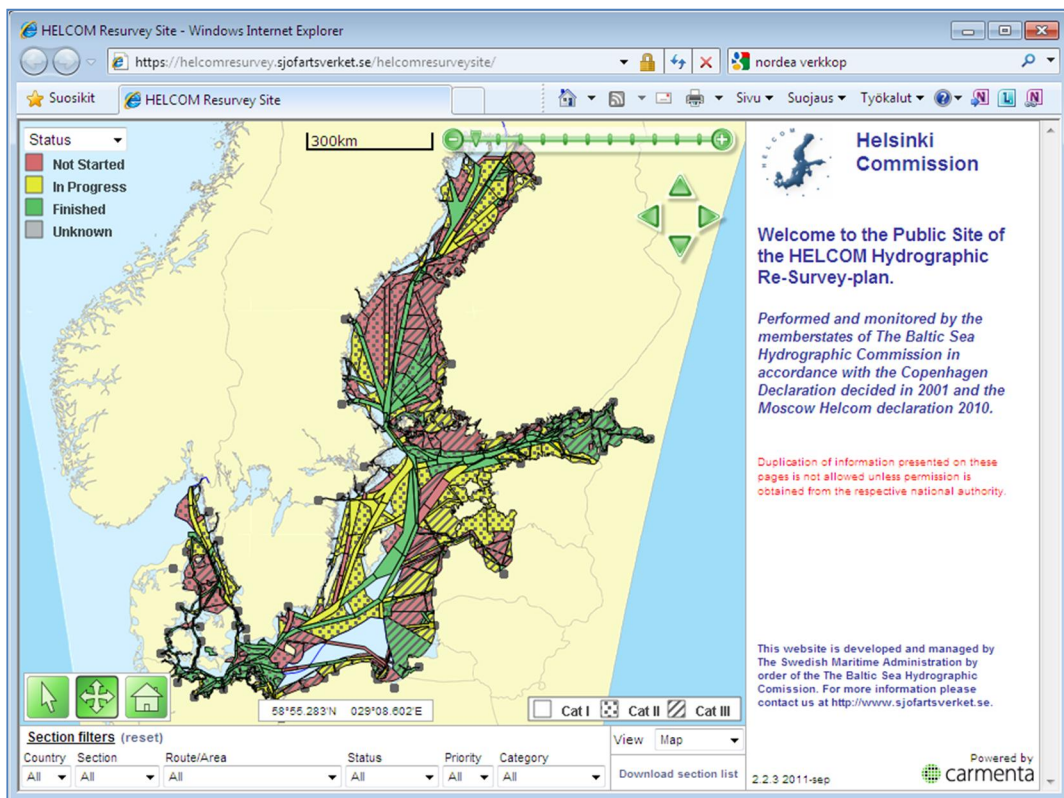 HELCOM Resurvey Site - Windows Internet Explorer
https://helcomresurvey.sjofartsverket.se/helcomresurveysite/
nordea verkkop
Suosikit
HELCOM Resurvey Site
Sivu
Suojaus
Työkalut
Status
Not Started
In Progress
Finished
Unknown
300km
HELCOM
Helsinki
Commission
Welcome to the Public Site of
the HELCOM Hydrographic
Re-Survey-plan.
Performed and monitored by the
memberstates of The Baltic Sea
Hydrographic Commission in
accordance with the Copenhagen
Declaration decided in 2001 and the
Moscow Helcom declaration 2010.
Duplication of information presented on these
pages is not allowed unless permission is
obtained from the respective national authority.
This website is developed and managed by
The Swedish Maritime Administration by
order of the The Baltic Sea Hydrographic
Comission. For more information please
contact us at http://www.sjofartsverket.se.
58°55.283'N 029°08.602'E
Cat I Cat II Cat III
Section filters (reset)
Country Section Route/Area Status Priority Category
All All All All All All
View Map
Download section list
2.2.3 2011-sep
Powered by
carmenta